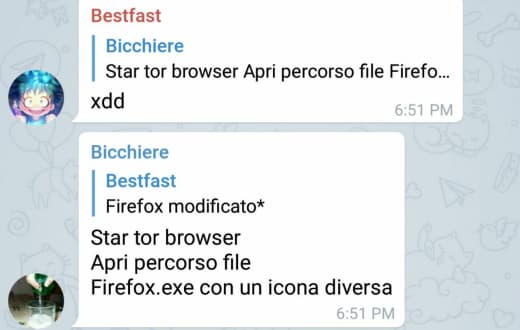 Bestfast
Bicchiere
Star tor browser Apri percorso file Firefo...
xdd
6:51 PM
Bicchiere
Bestfast
Firefox modificato*
Star tor browser
Apri percorso file
Firefox.exe con un icona diversa
6:51 PM